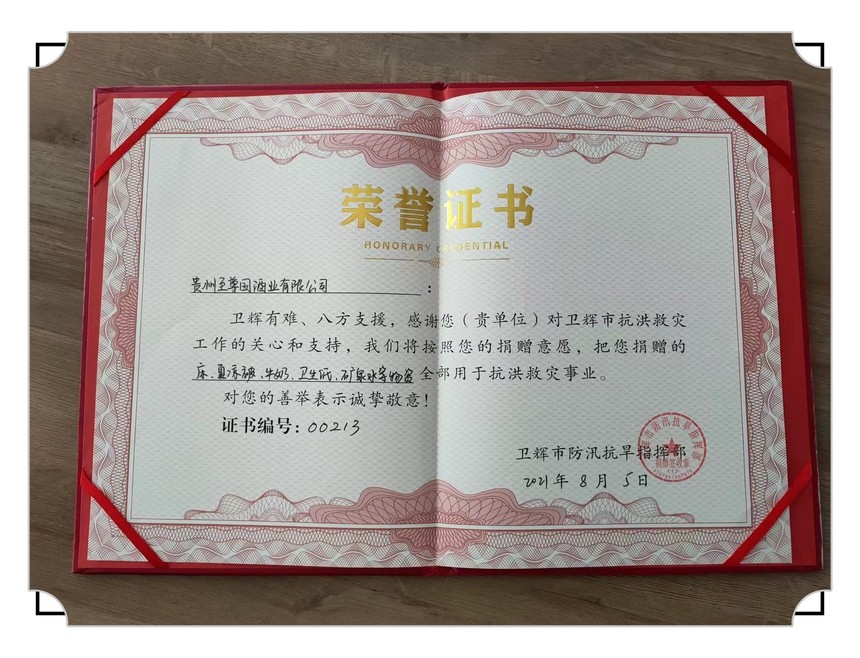 荣誉证书
HONORARY CREDENTIAL
贵州至尊国酒业有限公司：
卫辉有难、八方支援，感谢您（贵单位）对卫辉市抗洪救灾
工作的关心和支持，我们将按照您的捐赠意愿，把您捐赠的
床、夏凉被、牛奶、卫生纸、矿泉水等物资全部用于抗洪救灾事业。
对您的善举表示诚挚敬意！
证书编号：00213
卫辉市防汛抗旱指挥部
2021年8月5日